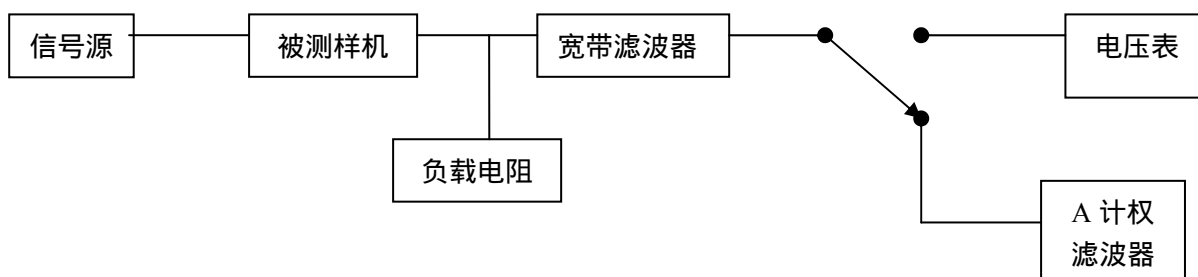 信号源
被测样机
宽带滤波器
电压表
负载电阻
A 计权
滤波器